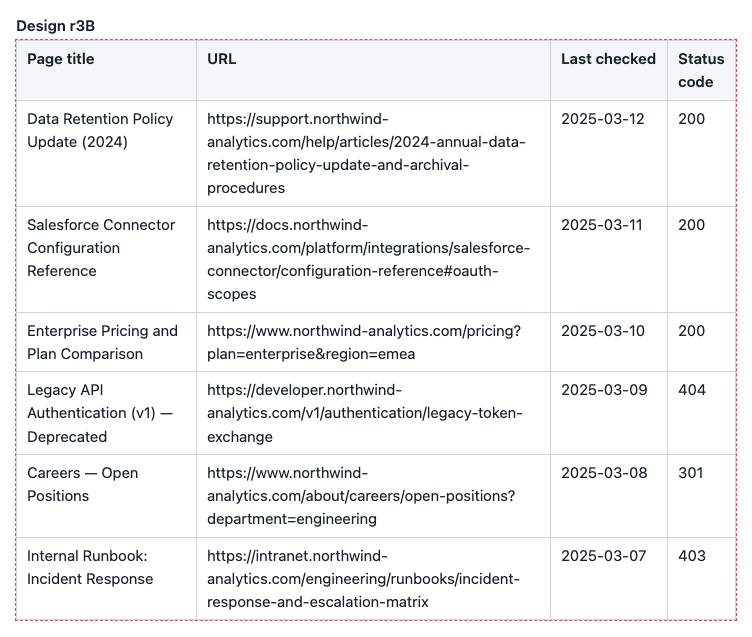 Design r3B
Page title
URL
Last checked
Status
code
Data Retention Policy
Update (2024)
https://support.northwind-
analytics.com/help/articles/2024-annual-data-
retention-policy-update-and-archival-
procedures
2025-03-12
200
Salesforce Connector
Configuration
Reference
https://docs.northwind-
analytics.com/platform/integrations/salesforce-
connector/configuration-reference#oauth-
scopes
2025-03-11
200
Enterprise Pricing and
Plan Comparison
https://www.northwind-analytics.com/pricing?
plan=enterprise&region=emea
2025-03-10
200
Legacy API
Authentication (v1) —
Deprecated
https://developer.northwind-
analytics.com/v1/authentication/legacy-token-
exchange
2025-03-09
404
Careers — Open
Positions
https://www.northwind-
analytics.com/about/careers/open-positions?
department=engineering
2025-03-08
301
Internal Runbook:
Incident Response
https://intranet.northwind-
analytics.com/engineering/runbooks/incident-
response-and-escalation-matrix
2025-03-07
403